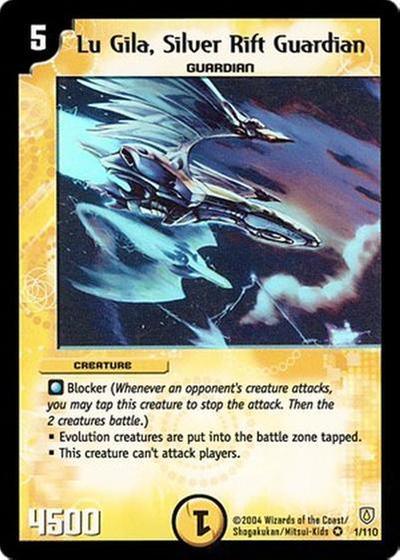 5 Lu Gila, Silver Rift Guardian
GUARDIAN
CREATURE
Blocker (Whenever an opponent's creature attacks,
you may tap this creature to stop the attack. Then the
2 creatures battle.)
▪ Evolution creatures are put into the battle zone tapped.
▪ This creature can't attack players.
4500
1
©2004 Wizards of the Coast/
Shogakukan/Mitsui-Kids ✪ 1/110